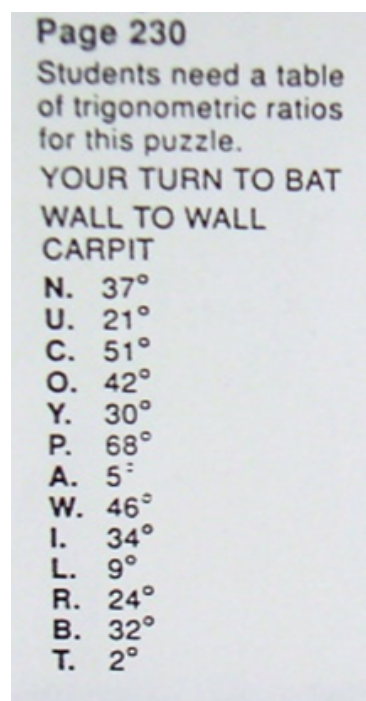 Page 230
Students need a table
of trigonometric ratios
for this puzzle.
YOUR TURN TO BAT
WALL TO WALL
CARPIT
N. 37°
U. 21°
C. 51°
O. 42°
Y. 30°
P. 68°
A. 5°
W. 46°
I. 34°
L. 9°
R. 24°
B. 32°
T. 2°